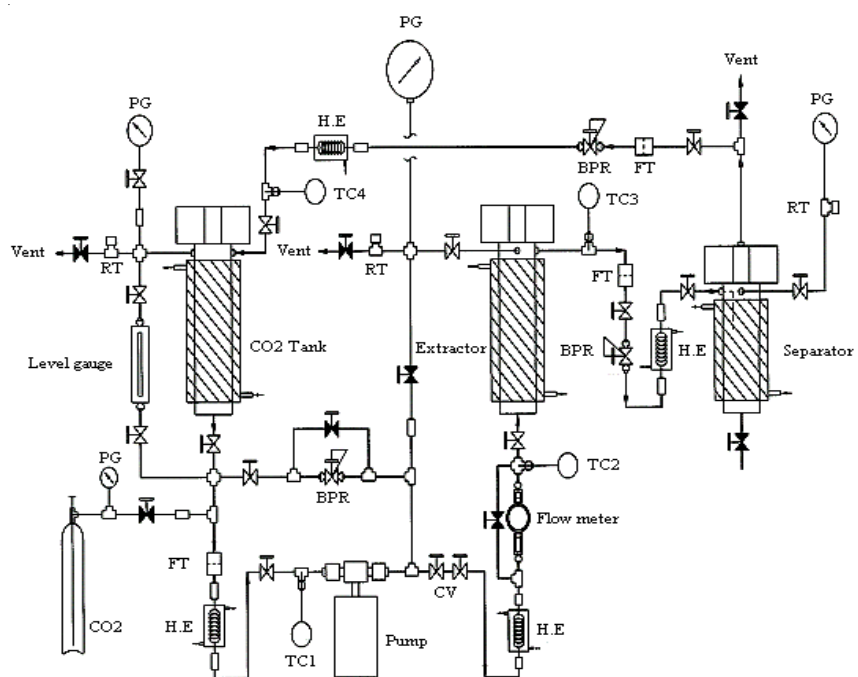 PG
Vent
PG
PG
H.E
BPR
FT
TC4
TC3
RT
Vent
RT
Vent
RT
FT
CO2 Tank
Extractor
BPR
H.E
Separator
Level gauge
PG
BPR
TC2
Flow meter
FT
CV
CO2
H.E
TC1
Pump
H.E